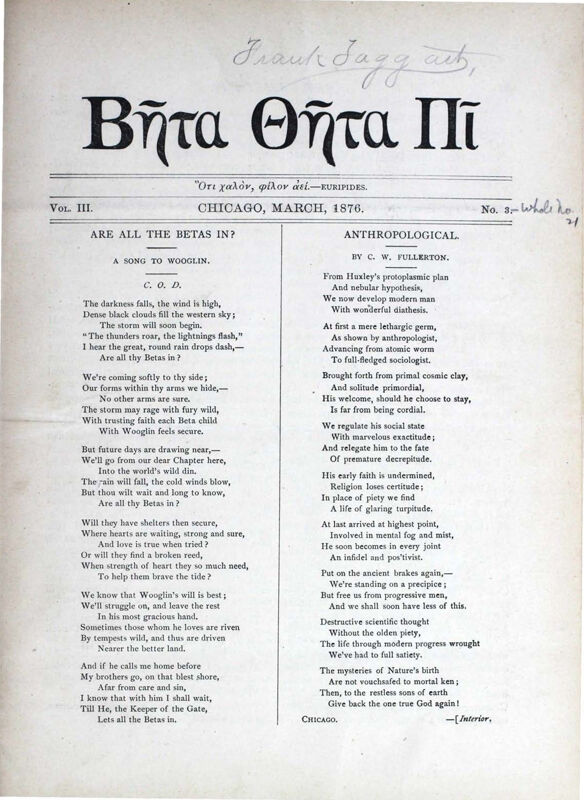 Frank Taggart,
Βῆτα Θῆτα Πῖ
Ὅτι χαλὸν, φίλον ἀεί.—EURIPIDES.
VOL. III. CHICAGO, MARCH, 1876. No. 3.— Whole No. 21
ARE ALL THE BETAS IN?
A SONG TO WOOGLIN.
C. O. D.
The darkness falls, the wind is high,
Dense black clouds fill the western sky;
The storm will soon begin.
"The thunders roar, the lightnings flash,"
I hear the great, round rain drops dash,—
Are all thy Betas in?
We're coming softly to thy side;
Our forms within thy arms we hide,—
No other arms are sure.
The storm may rage with fury wild,
With trusting faith each Beta child
With Wooglin feels secure.
But future days are drawing near,—
We'll go from our dear Chapter here,
Into the world's wild din.
The rain will fall, the cold winds blow,
But thou wilt wait and long to know,
Are all thy Betas in?
Will they have shelters then secure,
Where hearts are waiting, strong and sure,
And love is true when tried?
Or will they find a broken reed,
When strength of heart they so much need,
To help them brave the tide?
We know that Wooglin's will is best;
We'll struggle on, and leave the rest
In his most gracious hand.
Sometimes those whom he loves are riven
By tempests wild, and thus are driven
Nearer the better land.
And if he calls me home before
My brothers go, on that blest shore,
Afar from care and sin,
I know that with him I shall wait,
Till He, the Keeper of the Gate,
Lets all the Betas in.
ANTHROPOLOGICAL.
BY C. W. FULLERTON.
From Huxley's protoplasmic plan
And nebular hypothesis,
We now develop modern man
With wonderful diathesis.
At first a mere lethargic germ,
As shown by anthropologist,
Advancing from atomic worm
To full-fledged sociologist.
Brought forth from primal cosmic clay,
And solitude primordial,
His welcome, should he choose to stay,
Is far from being cordial.
We regulate his social state
With marvelous exactitude;
And relegate him to the fate
Of premature decrepitude.
His early faith is undermined,
Religion loses certitude;
In place of piety we find
A life of glaring turpitude.
At last arrived at highest point,
Involved in mental fog and mist,
He soon becomes in every joint
An infidel and pos'tivist.
Put on the ancient brakes again,—
We're standing on a precipice;
But free us from progressive men,
And we shall soon have less of this.
Destructive scientific thought
Without the olden piety,
The life through modern progress wrought
We've had to full satiety.
The mysteries of Nature's birth
Are not vouchsafed to mortal ken;
Then, to the restless sons of earth
Give back the one true God again!
CHICAGO. —[Interior.